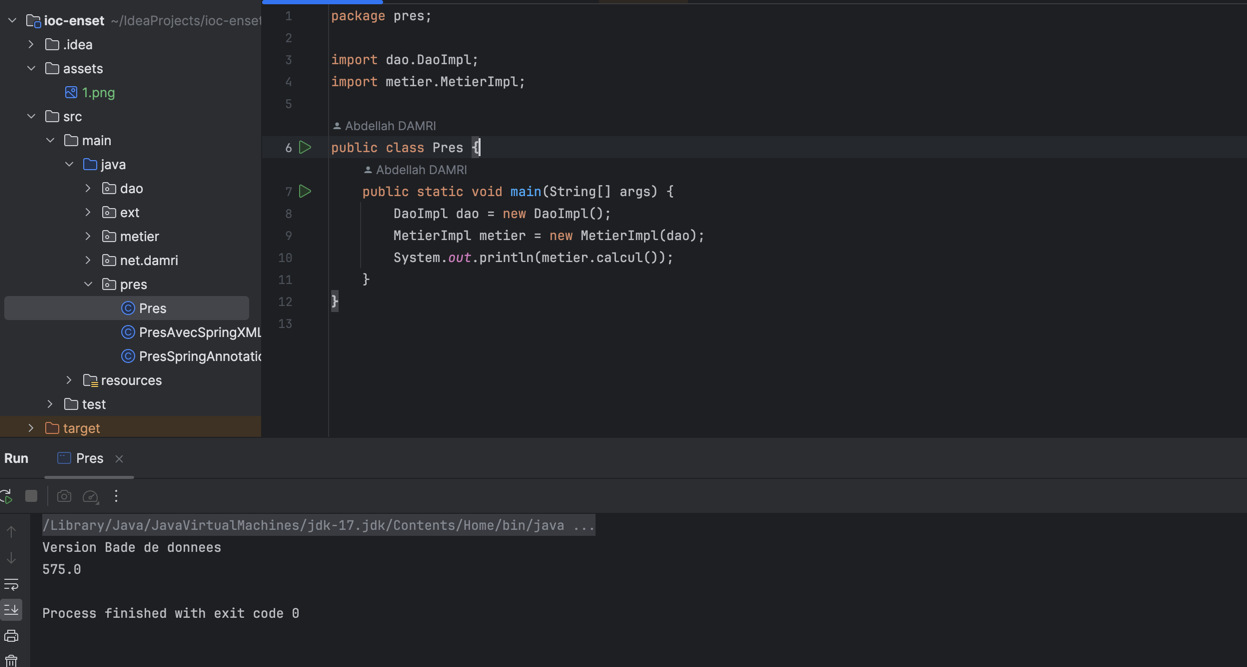 ioc-enset ~/IdeaProjects/ioc-enset
.idea
assets
1.png
src
main
java
dao
ext
metier
net.damri
pres
Pres
PresAvecSpringXML
PresSpringAnnotatio
resources
test
target
1 package pres;
2
3 import dao.DaoImpl;
4 import metier.MetierImpl;
5
Abdellah DAMRI
6 public class Pres {
Abdellah DAMRI
7 public static void main(String[] args) {
8 DaoImpl dao = new DaoImpl();
9 MetierImpl metier = new MetierImpl(dao);
10 System.out.println(metier.calcul());
11 }
12 }
13
Run Pres
/Library/Java/JavaVirtualMachines/jdk-17.jdk/Contents/Home/bin/java ...
Version Bade de donnees
575.0
Process finished with exit code 0